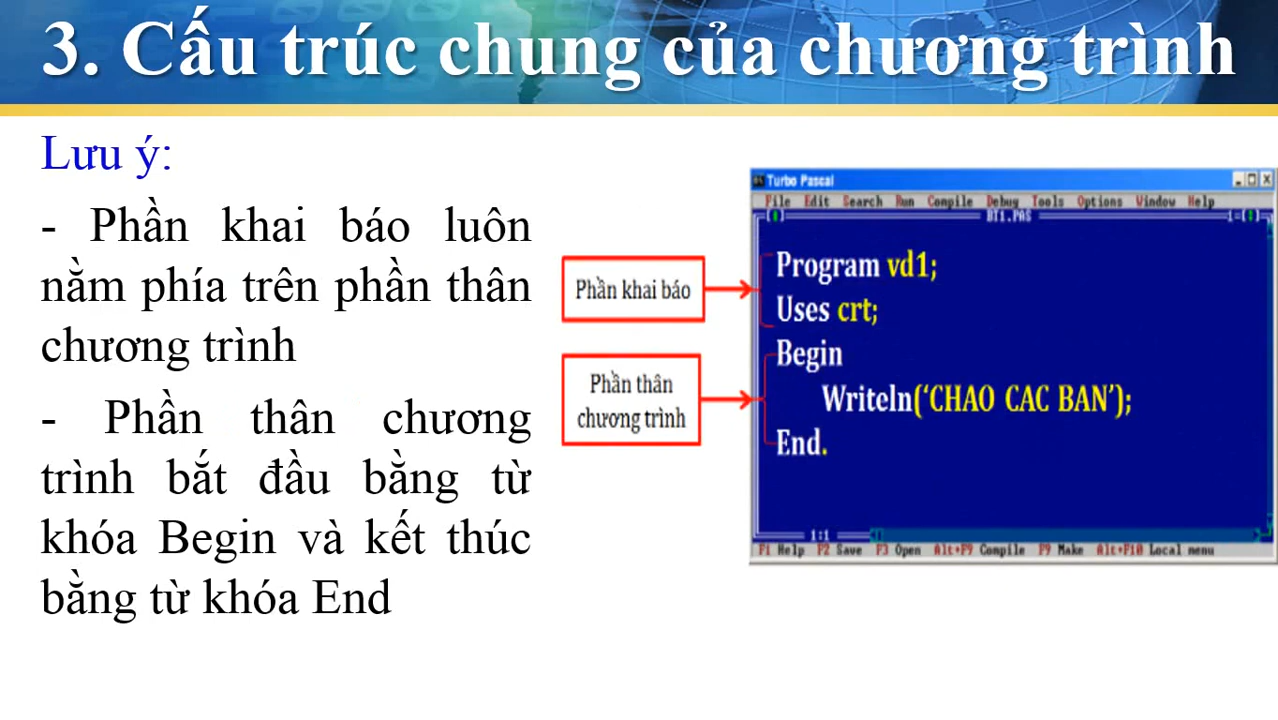 3. Cấu trúc chung của chương trình
Lưu ý:
- Phần khai báo luôn
nằm phía trên phần thân
chương trình
- Phần thân chương
trình bắt đầu bằng từ
khóa Begin và kết thúc
bằng từ khóa End
Phần khai báo
Phần thân
chương trình
Turbo Pascal
File Edit Search Run Compile Debug Tools Options Window Help
BT1.PAS
Program vd1;
Uses crt;
Begin
Writeln(‘CHAO CAC BAN’);
End.
1:1
F1 Help F2 Save F3 Open Alt+F9 Compile F9 Make Alt+F10 Local menu